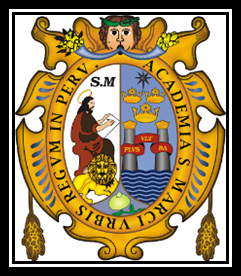 ACADEMIA S. MARCI VRBIS REGVM IN PERV.
S.M
VLT
PLVS RA